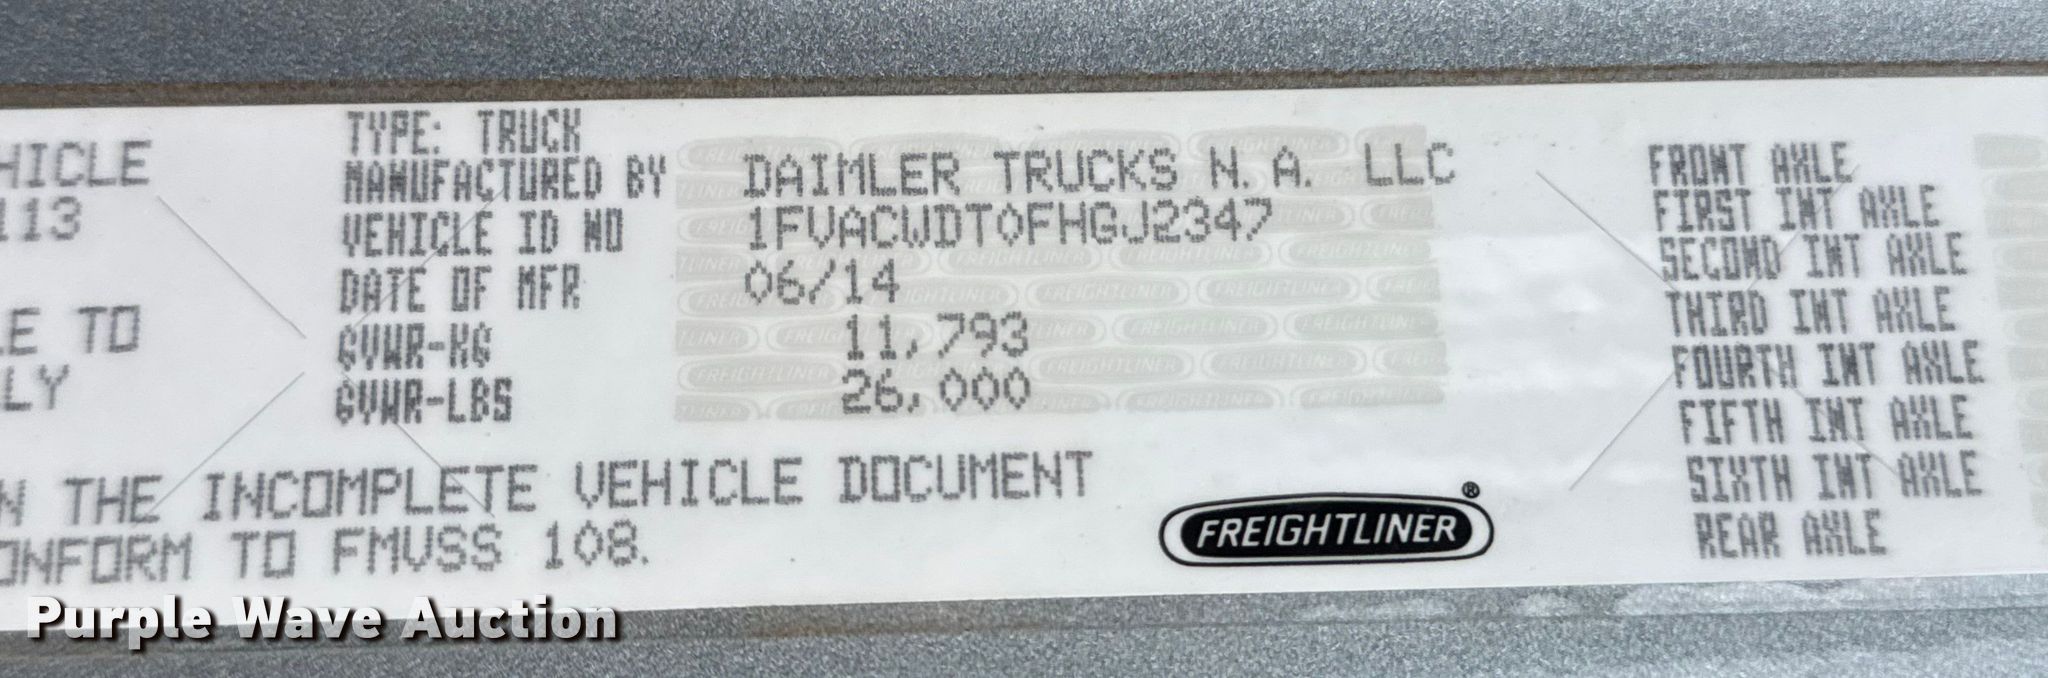 HICLE
113
LE TO
LY
TYPE: TRUCK
MANUFACTURED BY DAIMLER TRUCKS N.A. LLC
VEHICLE ID NO 1FVACWDT0FHGJ2347
DATE OF MFR 06/14
GVWR-KG 11,793
GVWR-LBS 26,000
N THE INCOMPLETE VEHICLE DOCUMENT
ONFORM TO FMVSS 108.
FREIGHTLINER®
FRONT AXLE
FIRST INT AXLE
SECOND INT AXLE
THIRD INT AXLE
FOURTH INT AXLE
FIFTH INT AXLE
SIXTH INT AXLE
REAR AXLE
Purple Wave Auction